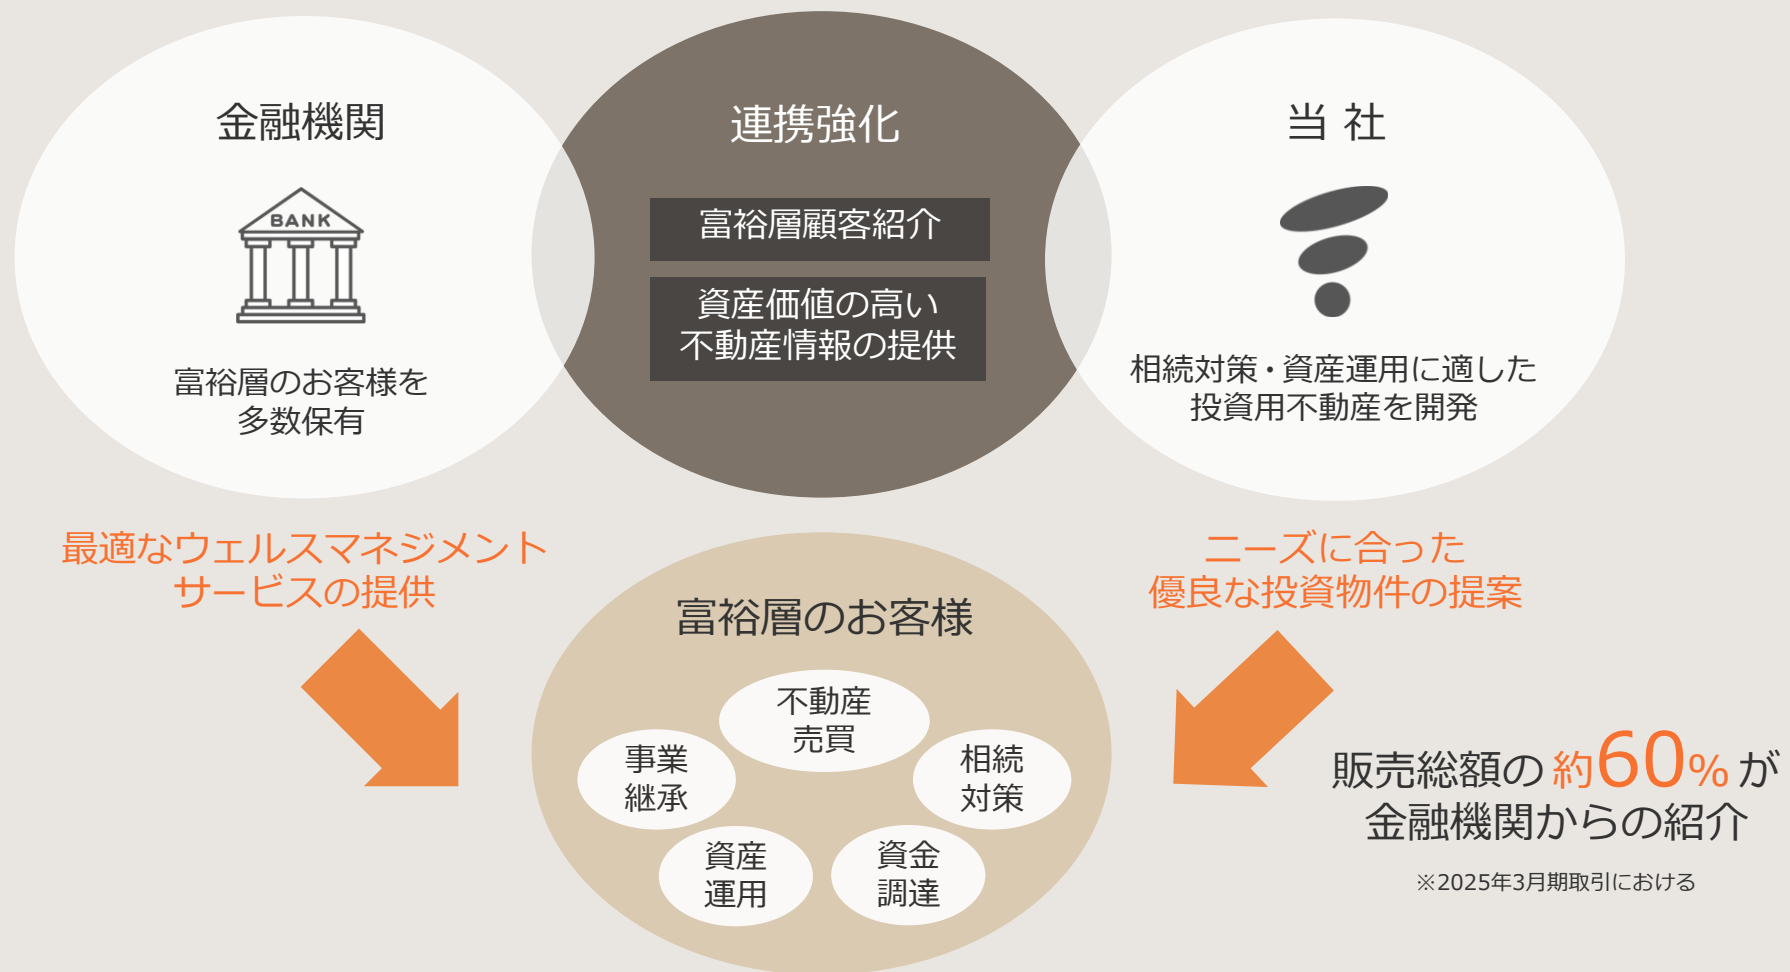 金融機関
BANK
富裕層のお客様を
多数保有
連携強化
富裕層顧客紹介
資産価値の高い
不動産情報の提供
当 社
相続対策・資産運用に適した
投資用不動産を開発
最適なウェルスマネジメント
サービスの提供
ニーズに合った
優良な投資物件の提案
富裕層のお客様
不動産
売買
事業
継承
相続
対策
資産
運用
資金
調達
販売総額の約60%が
金融機関からの紹介
※2025年3月期取引における